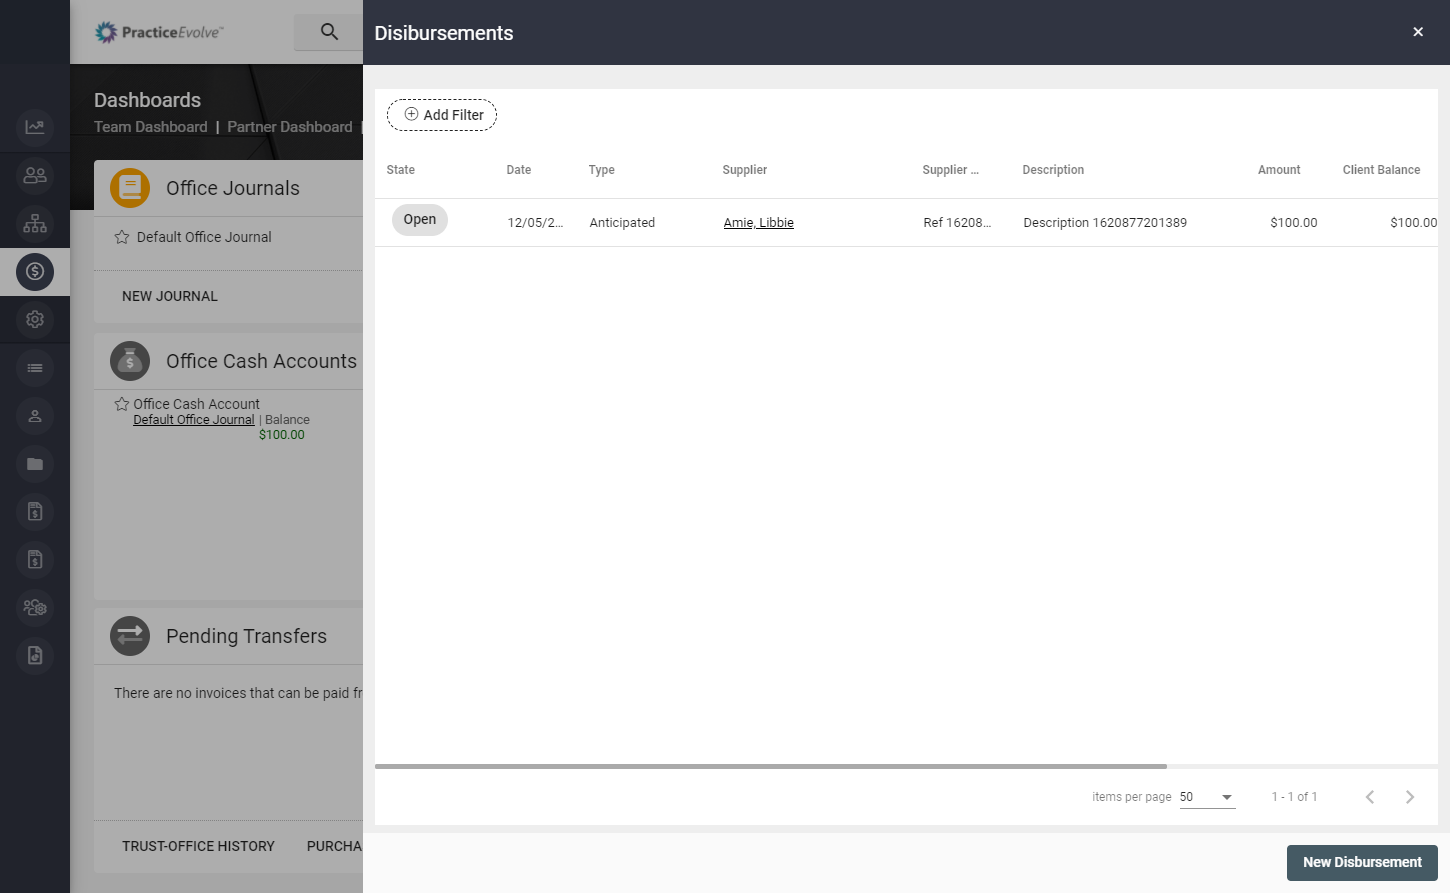 PracticeEvolve™
Disibursements
Dashboards
Team Dashboard | Partner Dashboard |
Office Journals
Default Office Journal
NEW JOURNAL
Office Cash Accounts
Office Cash Account
Default Office Journal | Balance
$100.00
Pending Transfers
There are no invoices that can be paid fr
TRUST-OFFICE HISTORY PURCHA
Add Filter
State Date Type Supplier Supplier ... Description Amount Client Balance
Open 12/05/2... Anticipated Amie, Libbie Ref 16208... Description 1620877201389 $100.00 $100.00
items per page 50 1 - 1 of 1
New Disbursement